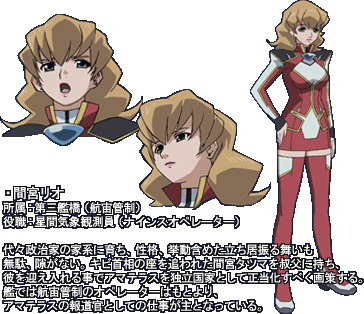 ・間宮リオ
所属：第二艦橋（航宙管制）
役職：星間気象観測員（ナインスオペレーター）
代々政治家の家系に育ち、性格、挙動含めた立ち居振る舞いも
無駄、隙がない。キビ首相の座を追われた間宮タツマを叔父に持ち、
彼を迎え入れる事でアマテラスを独立国家として正当化すべく画策する。
艦では航宙管制のオペレーターはもとより、
アマテラスの報道官としての仕事が主となっている。